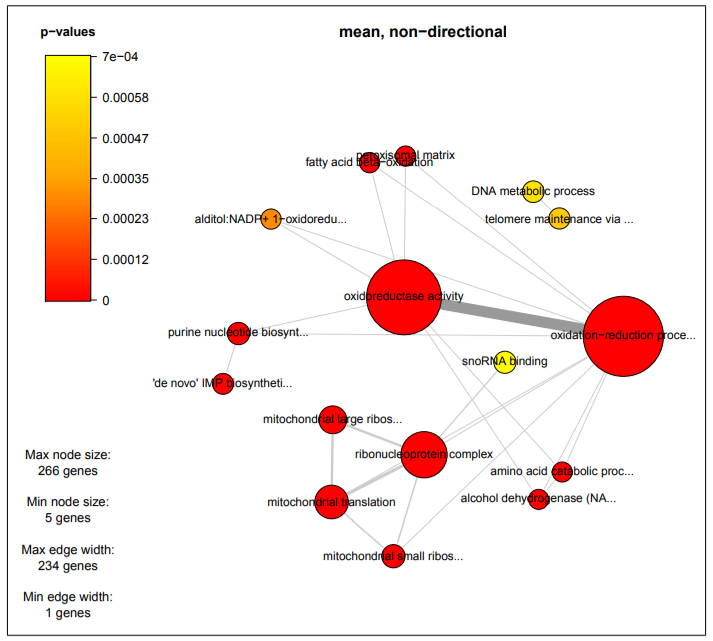 mean, non−directional
p−values
7e−04
0.00058
0.00047
0.00035
0.00023
0.00012
0
peroxisomal matrix
fatty acid beta−oxidation
DNA metabolic process
alditol:NADP+ 1−oxidoredu...
telomere maintenance via ...
oxidoreductase activity
purine nucleotide biosynt...
oxidation−reduction proce...
snoRNA binding
'de novo' IMP biosyntheti...
mitochondrial large ribos...
ribonucleoprotein complex
amino acid catabolic proc...
mitochondrial translation
alcohol dehydrogenase (NA...
mitochondrial small ribos...
Max node size:
266 genes
Min node size:
5 genes
Max edge width:
234 genes
Min edge width:
1 genes